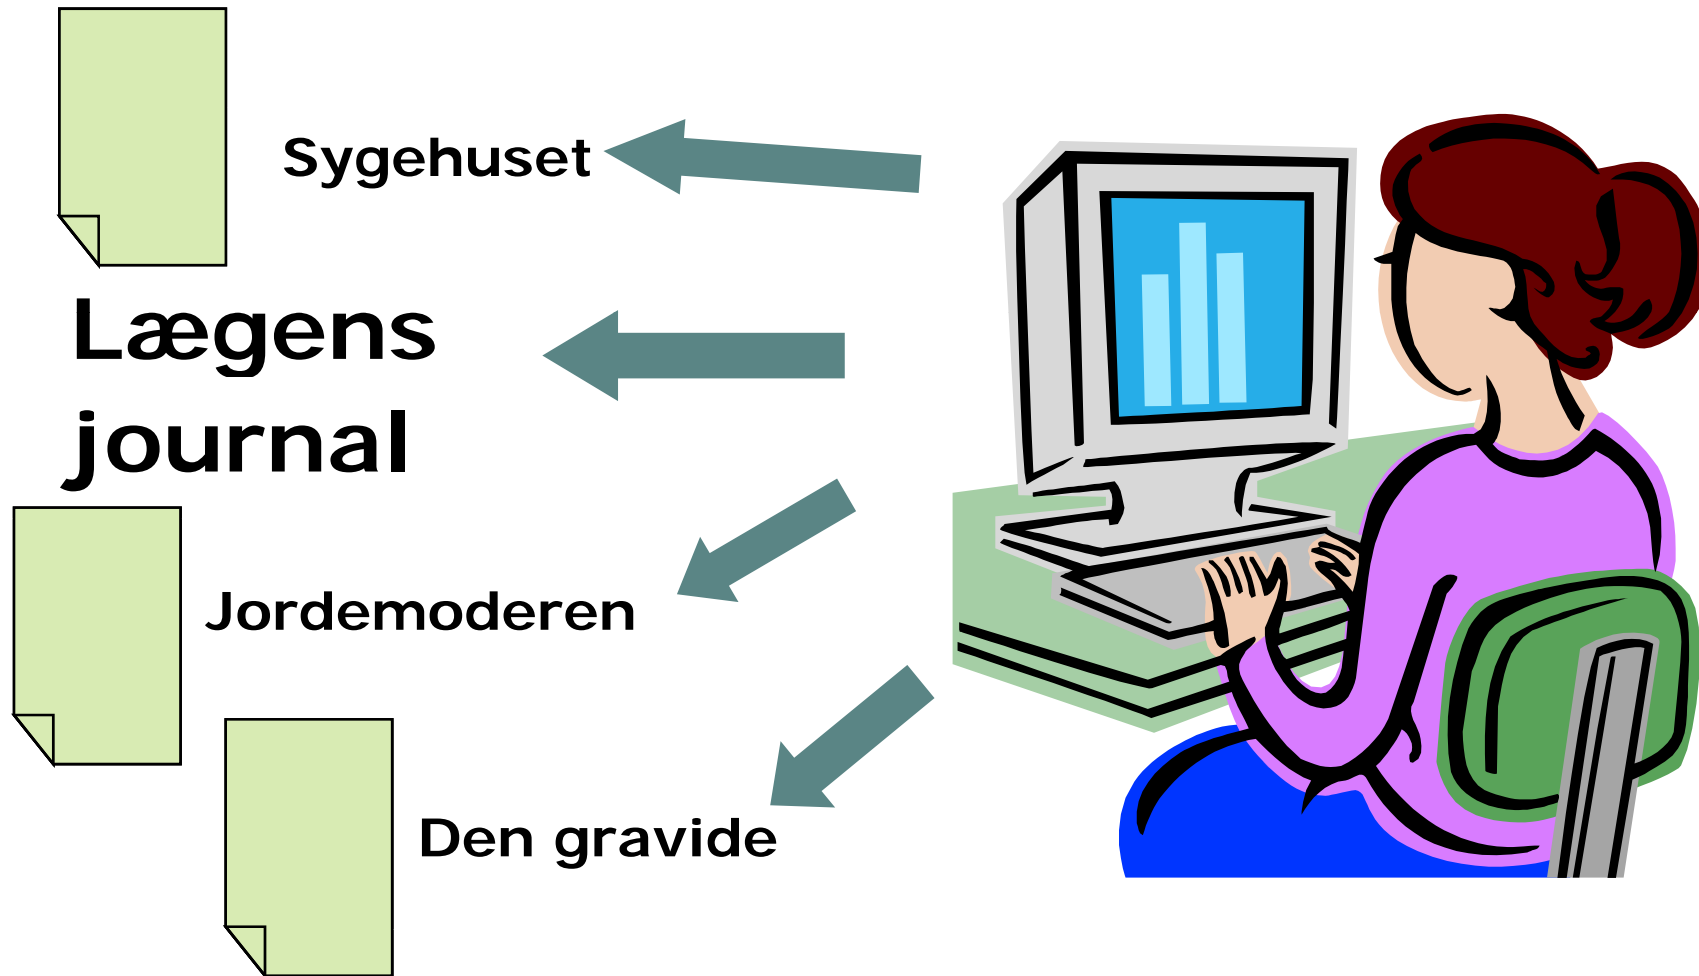 Sygehuset
Lægens
journal
Jordemoderen
Den gravide